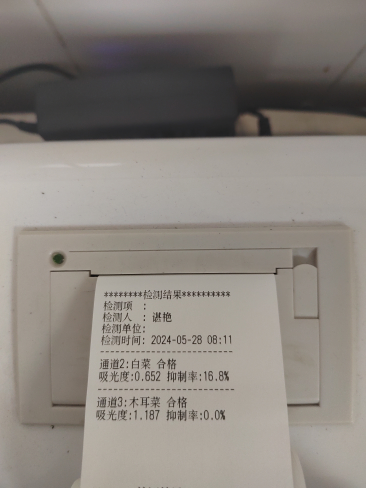 ********检测结果**********
检测项  :
检测人  : 谌艳
检测单位:
检测时间: 2024-05-28 08:11
------------------------
通道2:白菜 合格
吸光度:0.652 抑制率:16.8%
------------------------
通道3:木耳菜 合格
吸光度:1.187 抑制率:0.0%